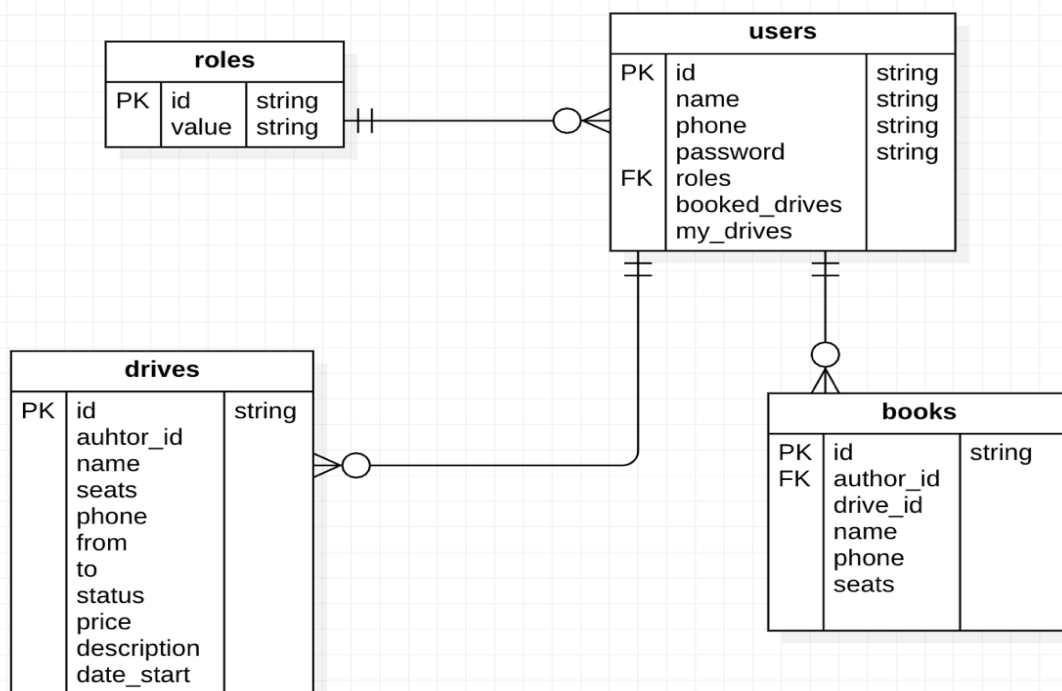 roles
PK id string
value string
users
PK id string
name string
phone string
password string
FK roles
booked_drives
my_drives
drives
PK id string
auhtor_id
name
seats
phone
from
to
status
price
description
date_start
books
PK id string
FK author_id
drive_id
name
phone
seats